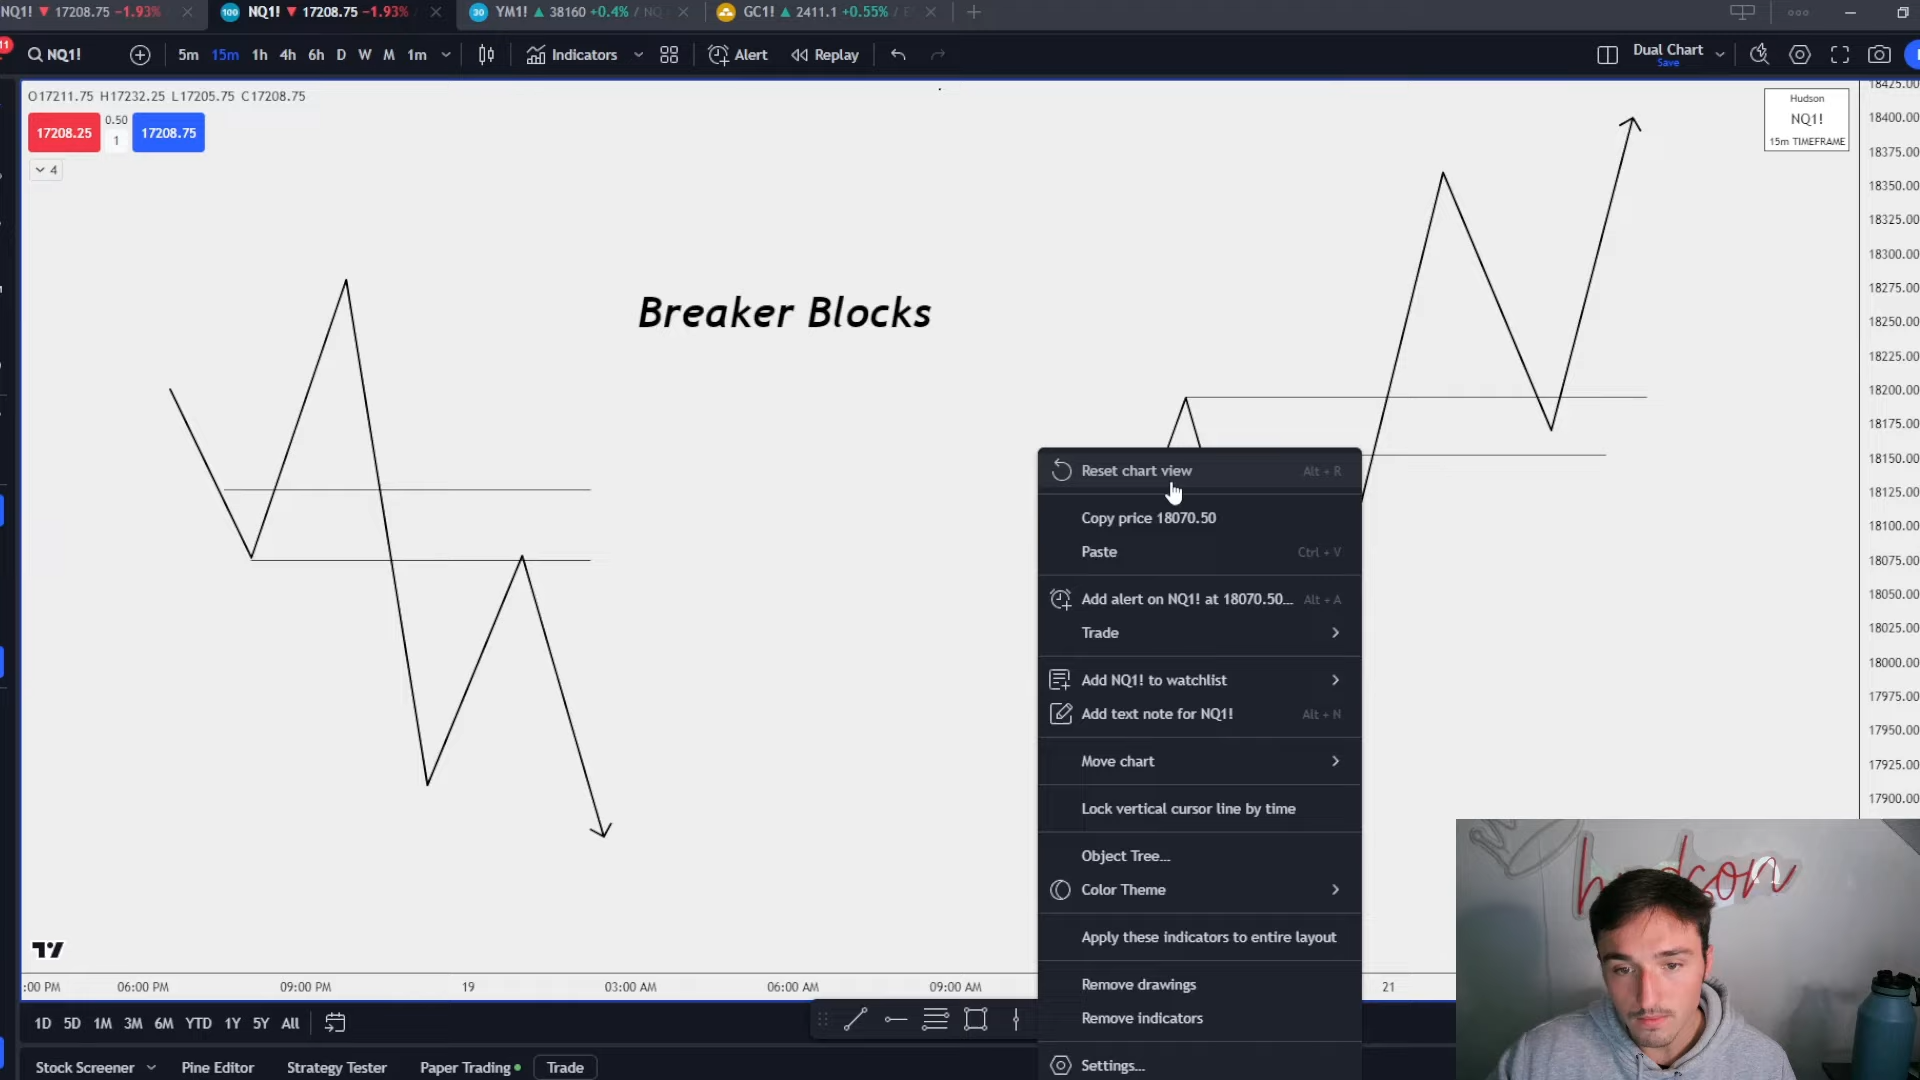 NQ1! ▼ 17208.75 −1.93%
NQ1! ▼ 17208.75 −1.93%
YM1! ▲ 38160 +0.4% / NQ
GC1! ▲ 2411.1 +0.55% /
11
NQ1!
5m 15m 1h 4h 6h D W M 1m
Indicators
Alert
Replay
Dual Chart
Save
O17211.75 H17232.25 L17205.75 C17208.75
17208.25
0.50
1
17208.75
4
Hudson
NQ1!
15m TIMEFRAME
Breaker Blocks
18425.00
18400.00
18375.00
18350.00
18325.00
18300.00
18275.00
18250.00
18225.00
18200.00
18175.00
18150.00
18125.00
18100.00
18075.00
18050.00
18025.00
18000.00
17975.00
17950.00
17925.00
17900.00
Reset chart view Alt + R
Copy price 18070.50
Paste Ctrl + V
Add alert on NQ1! at 18070.50... Alt + A
Trade
Add NQ1! to watchlist
Add text note for NQ1! Alt + N
Move chart
Lock vertical cursor line by time
Object Tree...
Color Theme
Apply these indicators to entire layout
Remove drawings
Remove indicators
Settings...
hudson
:00 PM 06:00 PM 09:00 PM 19 03:00 AM 06:00 AM 09:00 AM 21
1D 5D 1M 3M 6M YTD 1Y 5Y All
Stock Screener Pine Editor Strategy Tester Paper Trading Trade